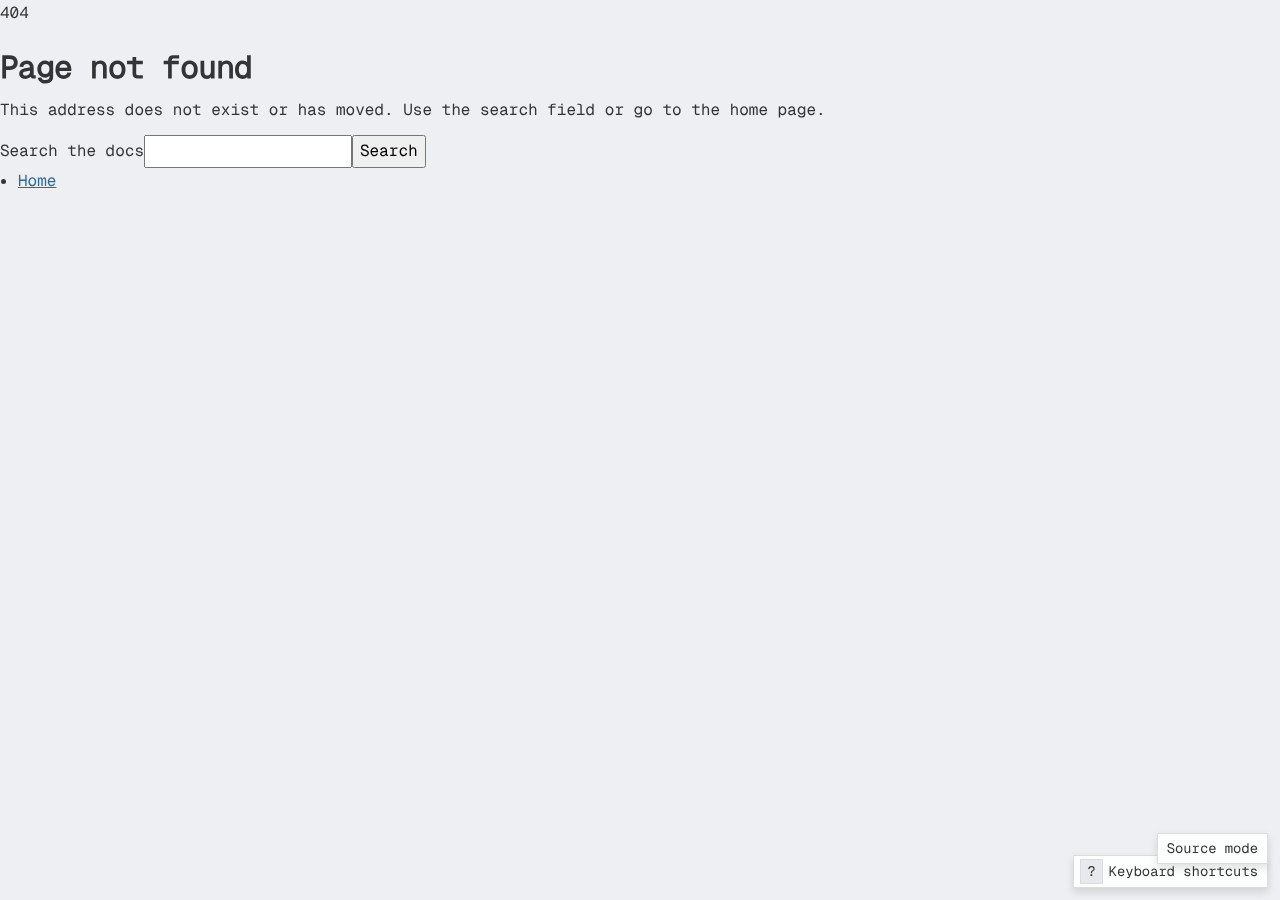 404
Page not found
This address does not exist or has moved. Use the search field or go to the home page.
Search the docs Search
• Home
Source mode
? Keyboard shortcuts